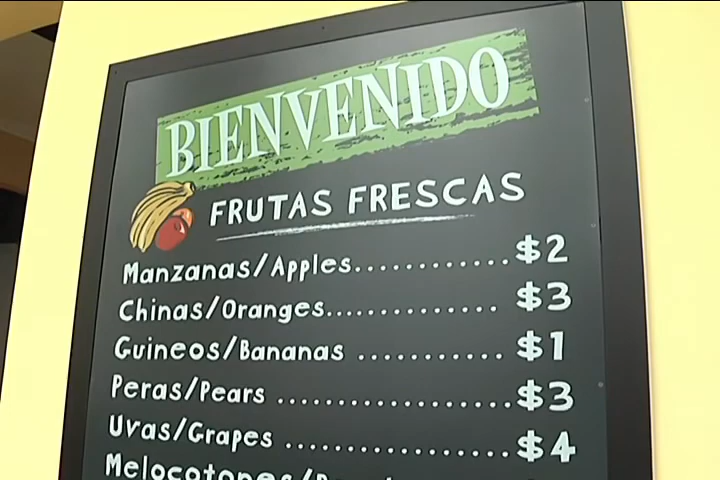 BIENVENIDO
FRUTAS FRESCAS
Manzanas/Apples............$2
Chinas/Oranges............. $3
Guineos/Bananas ...........$1
Peras/Pears ..................$3
Uvas/Grapes .................$4
Melocotones/